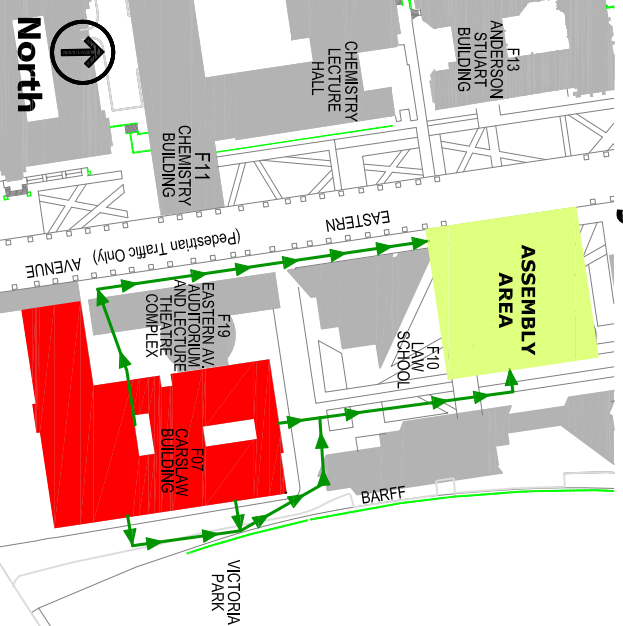 North
F13
ANDERSON
STUART
BUILDING
CHEMISTRY
LECTURE
HALL
F11
CHEMISTRY
BUILDING
EASTERN
(Pedestrian Traffic Only)
AVENUE
ASSEMBLY
AREA
F19
EASTERN AV.
AUDITORIUM
AND LECTURE
THEATRE
COMPLEX
F10
LAW
SCHOOL
F07
CARSLAW
BUILDING
BARFF
VICTORIA
PARK